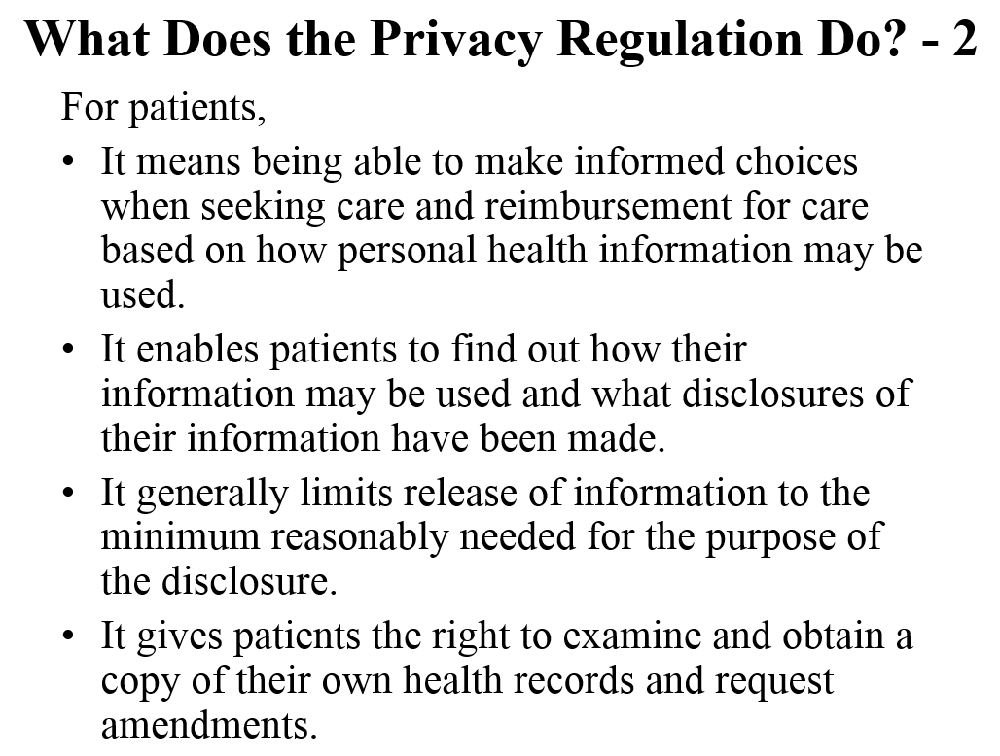 What Does the Privacy Regulation Do? - 2
For patients,
• It means being able to make informed choices
when seeking care and reimbursement for care
based on how personal health information may be
used.
• It enables patients to find out how their
information may be used and what disclosures of
their information have been made.
• It generally limits release of information to the
minimum reasonably needed for the purpose of
the disclosure.
• It gives patients the right to examine and obtain a
copy of their own health records and request
amendments.